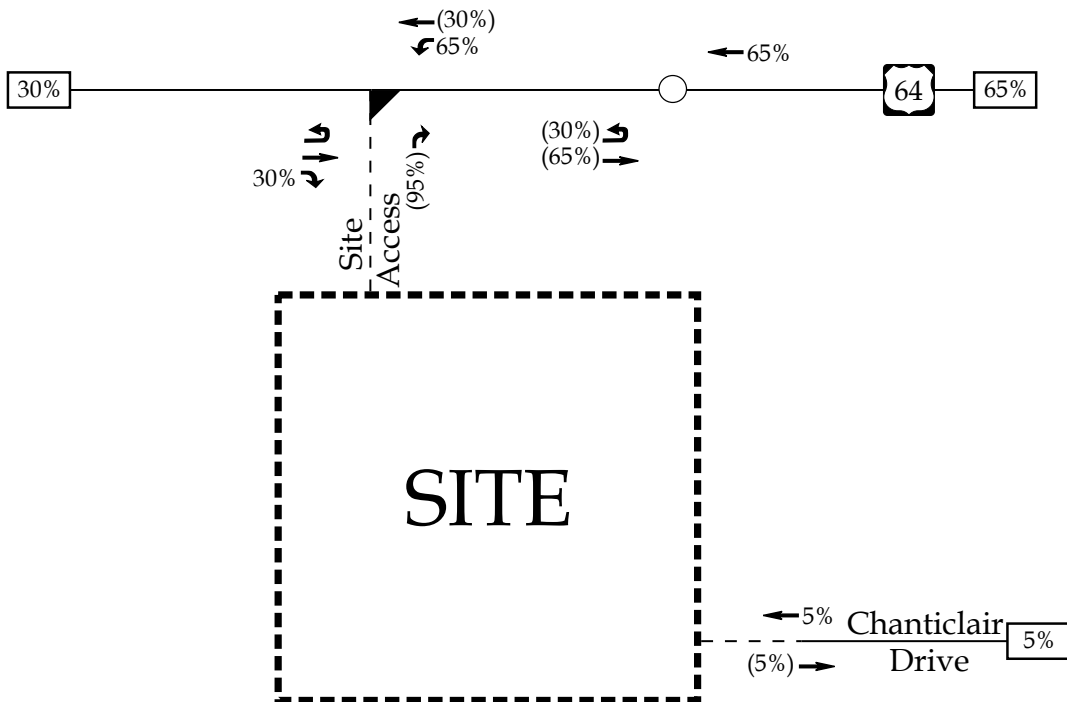 (30%)
65%
65%
30%
64
65%
(30%)
(65%)
30%
(95%)
Site
Access
SITE
5%
Chanticlair
Drive
5%
(5%)